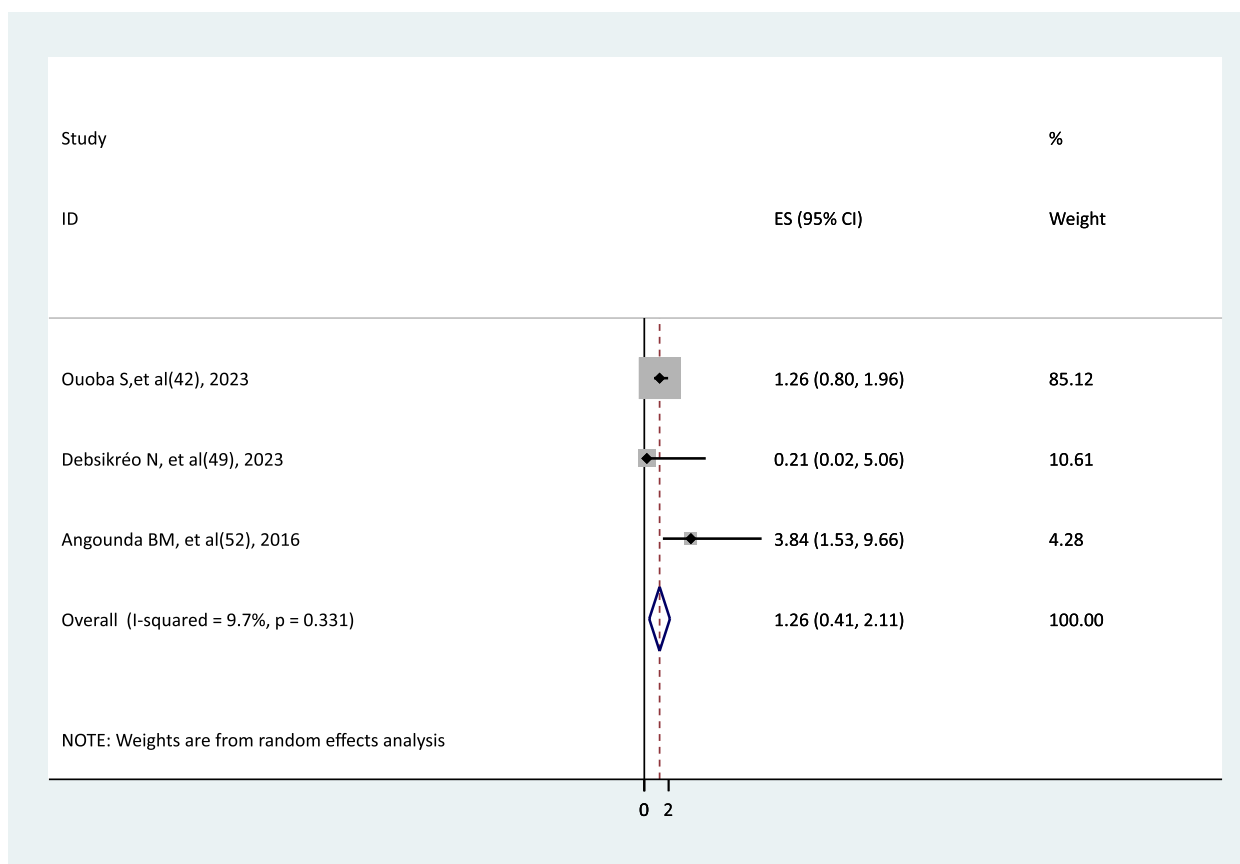 Study %
ID ES (95% CI) Weight
Ouoba S,et al(42), 2023 1.26 (0.80, 1.96) 85.12
Debsikréo N, et al(49), 2023 0.21 (0.02, 5.06) 10.61
Angounda BM, et al(52), 2016 3.84 (1.53, 9.66) 4.28
Overall (I-squared = 9.7%, p = 0.331) 1.26 (0.41, 2.11) 100.00
NOTE: Weights are from random effects analysis
0 2